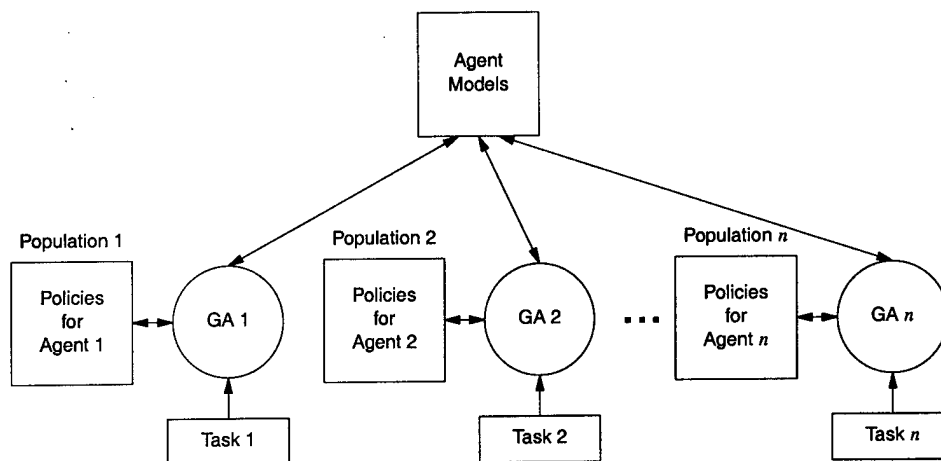 Agent
Models
Population 1
Population 2
Population n
Policies
for
Agent 1
GA 1
Policies
for
Agent 2
GA 2
Policies
for
Agent n
GA n
Task 1
Task 2
Task n